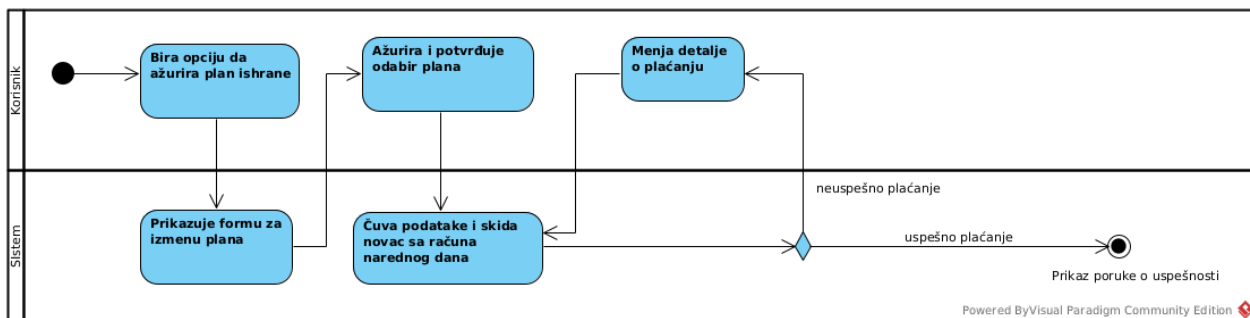 Korisnik
Bira opciju da
ažurira plan ishrane
Ažurira i potvrđuje
odabir plana
Menja detalje
o plaćanju
SIstem
Prikazuje formu za
izmenu plana
Čuva podatake i skida
novac sa računa
narednog dana
neuspešno plaćanje
uspešno plaćanje
Prikaz poruke o uspešnosti
Powered ByVisual Paradigm Community Edition